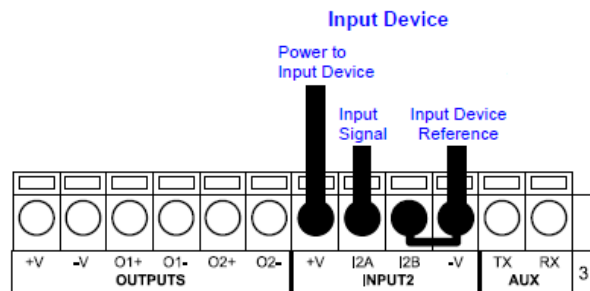 Input Device
Power to
Input Device
Input
Signal
Input Device
Reference
+V -V O1+ O1- O2+ O2- +V I2A I2B -V TX RX
OUTPUTS INPUT2 AUX 3